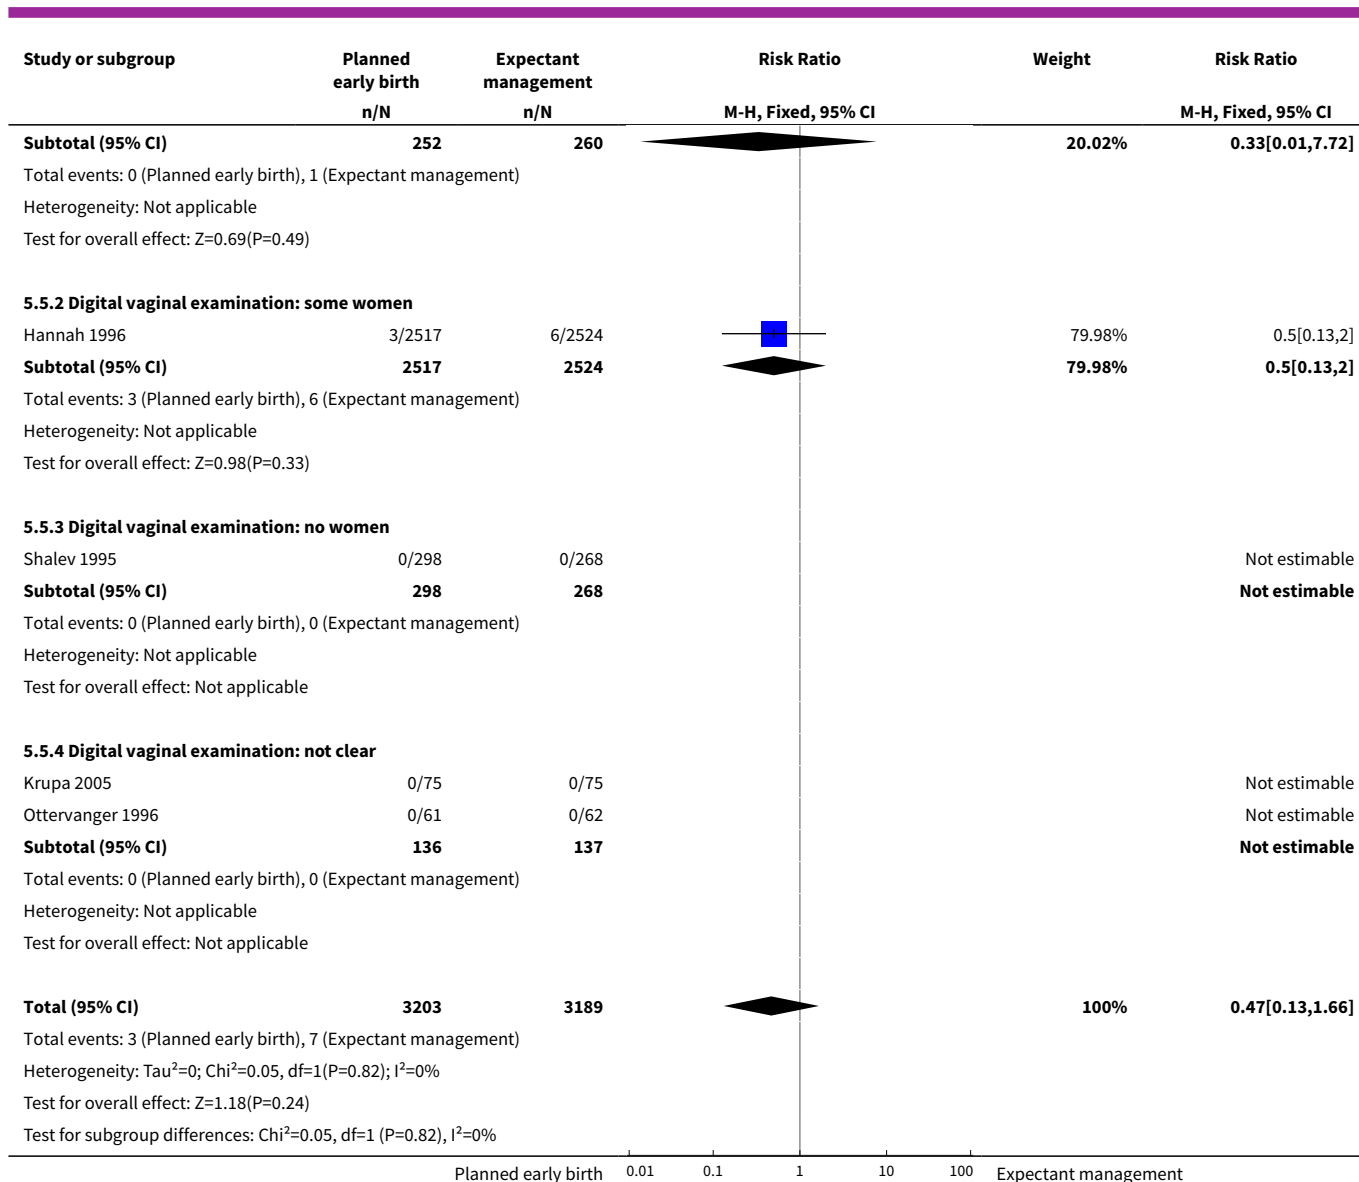 Study or subgroup Planned early birth Expectant management Risk Ratio Weight Risk Ratio
n/N n/N M-H, Fixed, 95% CI M-H, Fixed, 95% CI
Subtotal (95% CI) 252 260 20.02% 0.33[0.01,7.72]
Total events: 0 (Planned early birth), 1 (Expectant management)
Heterogeneity: Not applicable
Test for overall effect: Z=0.69(P=0.49)
5.5.2 Digital vaginal examination: some women
Hannah 1996 3/2517 6/2524 79.98% 0.5[0.13,2]
Subtotal (95% CI) 2517 2524 79.98% 0.5[0.13,2]
Total events: 3 (Planned early birth), 6 (Expectant management)
Heterogeneity: Not applicable
Test for overall effect: Z=0.98(P=0.33)
5.5.3 Digital vaginal examination: no women
Shalev 1995 0/298 0/268 Not estimable
Subtotal (95% CI) 298 268 Not estimable
Total events: 0 (Planned early birth), 0 (Expectant management)
Heterogeneity: Not applicable
Test for overall effect: Not applicable
5.5.4 Digital vaginal examination: not clear
Krupa 2005 0/75 0/75 Not estimable
Ottervanger 1996 0/61 0/62 Not estimable
Subtotal (95% CI) 136 137 Not estimable
Total events: 0 (Planned early birth), 0 (Expectant management)
Heterogeneity: Not applicable
Test for overall effect: Not applicable
Total (95% CI) 3203 3189 100% 0.47[0.13,1.66]
Total events: 3 (Planned early birth), 7 (Expectant management)
Heterogeneity: Tau²=0; Chi²=0.05, df=1(P=0.82); I²=0%
Test for overall effect: Z=1.18(P=0.24)
Test for subgroup differences: Chi²=0.05, df=1 (P=0.82), I²=0%
Planned early birth 0.01 0.1 1 10 100 Expectant management